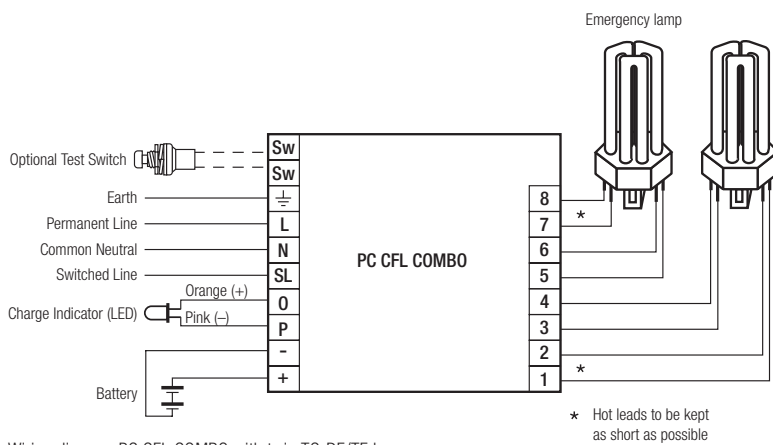 Emergency lamp
Optional Test Switch
Sw
Sw
Earth
Permanent Line
L
Common Neutral
N
Switched Line
SL
Orange (+)
O
Charge Indicator (LED)
Pink (–)
P
-
Battery
+
PC CFL COMBO
8
*
7
6
5
4
3
2
*
1
* Hot leads to be kept
as short as possible